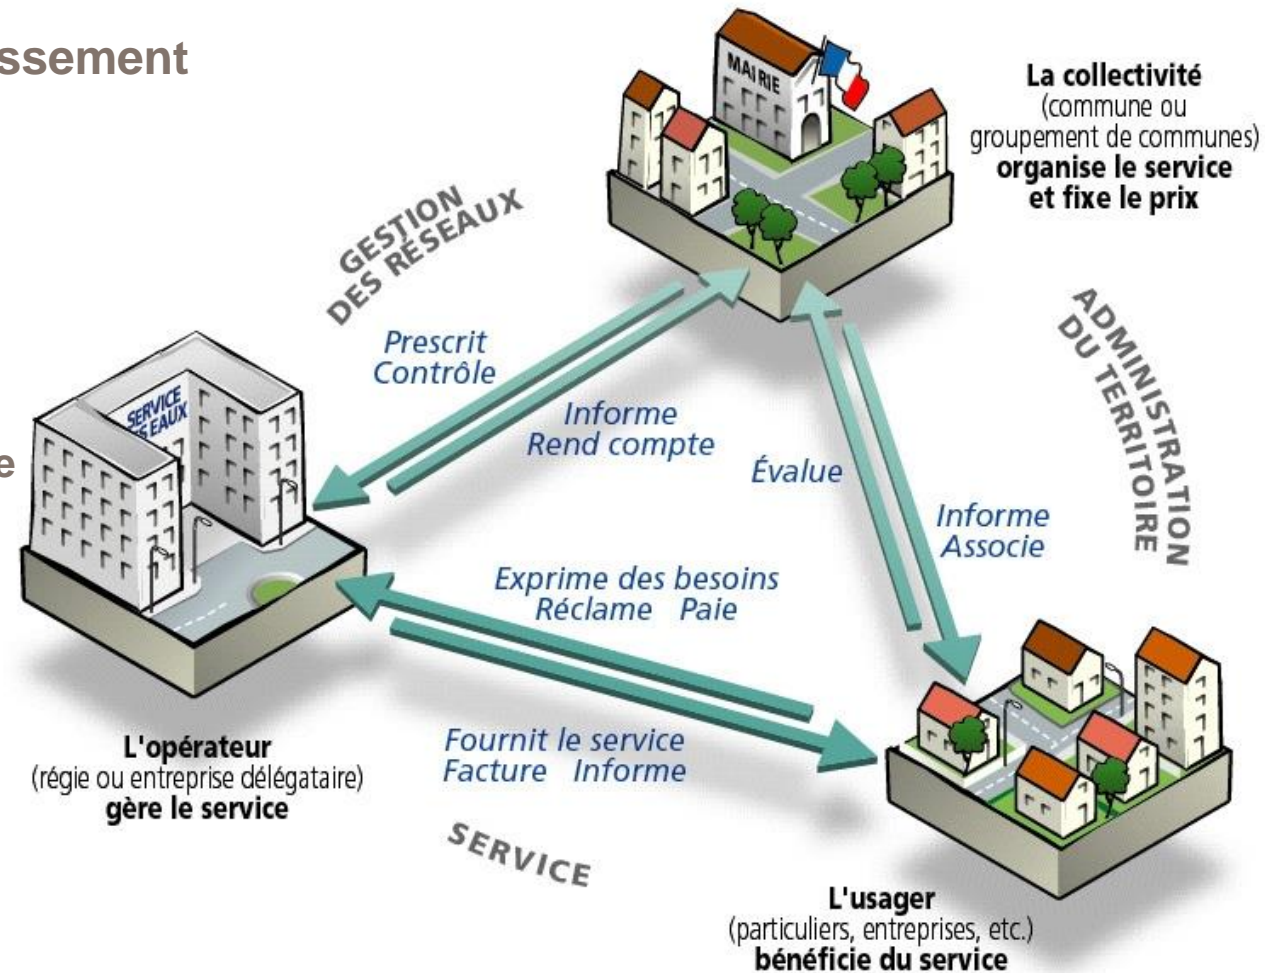 ssement
MAIRIE
La collectivité
(commune ou
groupement de communes)
organise le service
et fixe le prix
GESTION
DES RÉSEAUX
ADMINISTRATION
DU TERRITOIRE
Prescrit
Contrôle
Informe
Rend compte
Évalue
Informe
Associe
SERVICE
S EAUX
e
Exprime des besoins
Réclame Paie
Fournit le service
Facture Informe
L'opérateur
(régie ou entreprise délégataire)
gère le service
SERVICE
L'usager
(particuliers, entreprises, etc.)
bénéficie du service